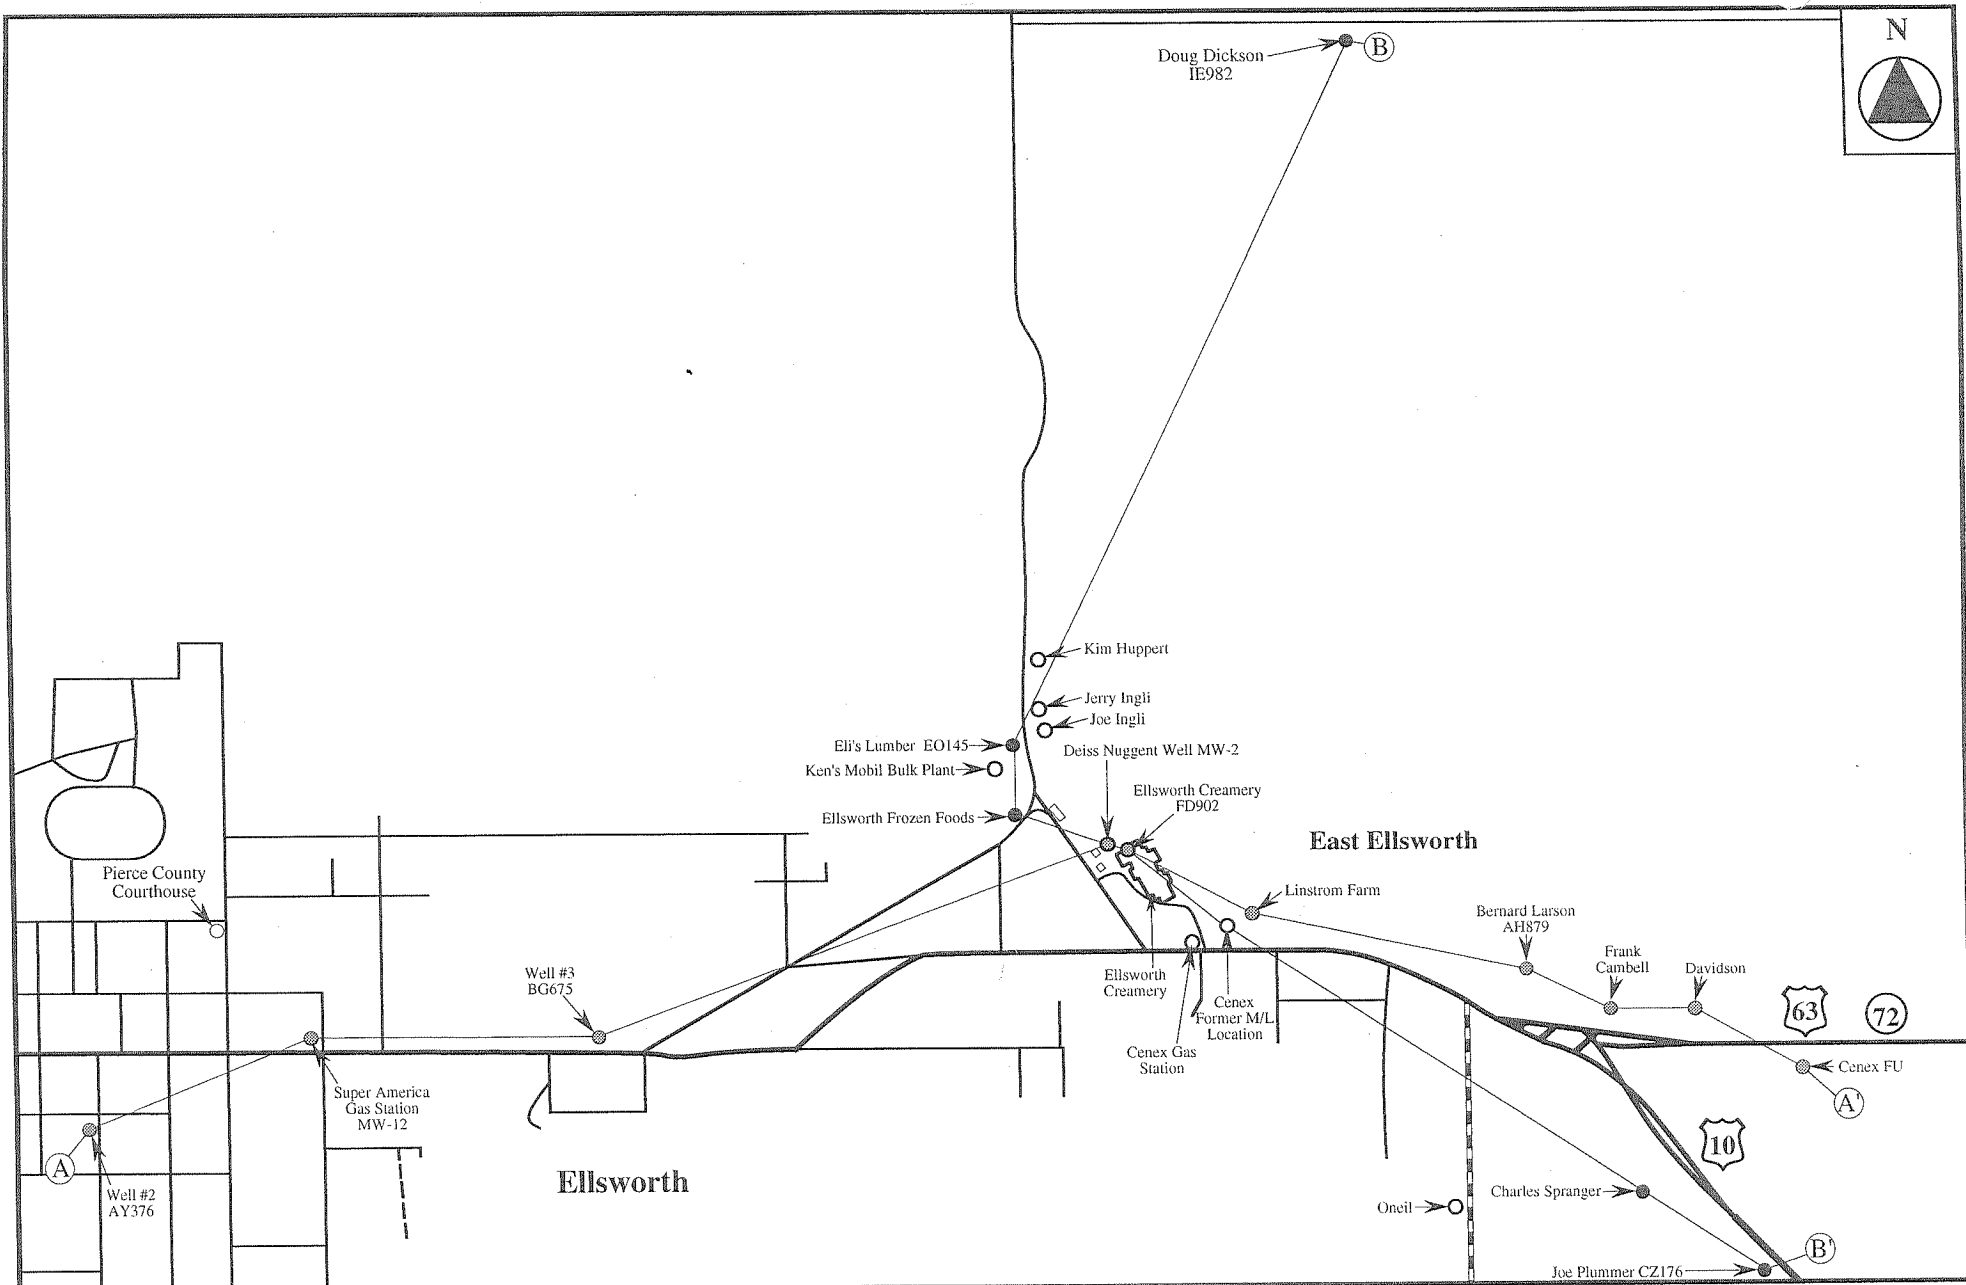 N
B
Doug Dickson
IE982
Kim Huppert
Jerry Ingli
Joe Ingli
Eli's Lumber EO145
Deiss Nuggent Well MW-2
Ken's Mobil Bulk Plant
Ellsworth Creamery
FD902
Ellsworth Frozen Foods
East Ellsworth
Pierce County
Courthouse
Linstrom Farm
Bernard Larson
AH879
Frank
Cambell
Davidson
Well #3
BG675
Ellsworth
Creamery
Cenex
Former M/L
Location
63
72
Cenex Gas
Station
Cenex FU
A'
Super America
Gas Station
MW-12
10
A
Ellsworth
Well #2
AY376
Charles Spranger
Oneil
B'
Joe Plummer CZ176